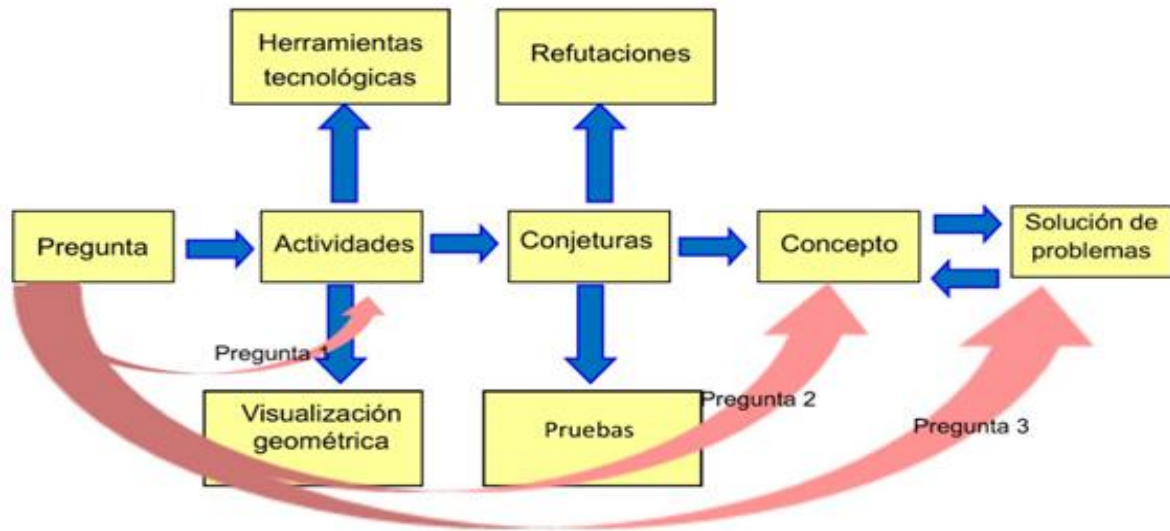 Herramientas
tecnológicas
Refutaciones
Pregunta
Actividades
Conjeturas
Concepto
Solución de
problemas
Pregunta 1
Visualización
geométrica
Pruebas
Pregunta 2
Pregunta 3